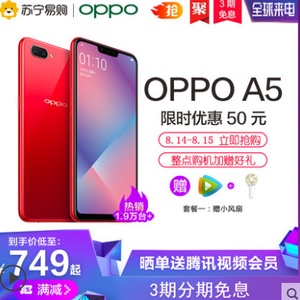 苏宁易购 oppo
抢 聚 3期免息 全球来电
01:10
OPPO A5
限时优惠 50 元
8.14-8.15 立即抢购
整点购机加赠好礼
热销
1.9万台+
赠 +
套餐一：赠小风扇
到手价低至:
749起
满减>
晒单送腾讯视频会员
3期分期免息